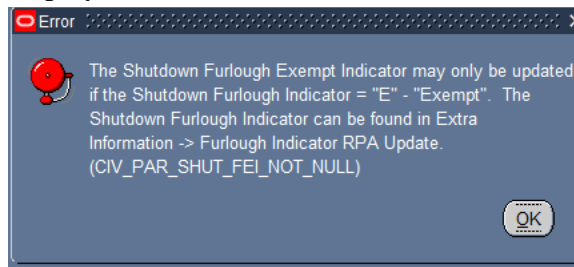 Error
The Shutdown Furlough Exempt Indicator may only be updated
if the Shutdown Furlough Indicator = "E" - "Exempt".  The
Shutdown Furlough Indicator can be found in Extra
Information -> Furlough Indicator RPA Update.
(CIV_PAR_SHUT_FEI_NOT_NULL)
OK